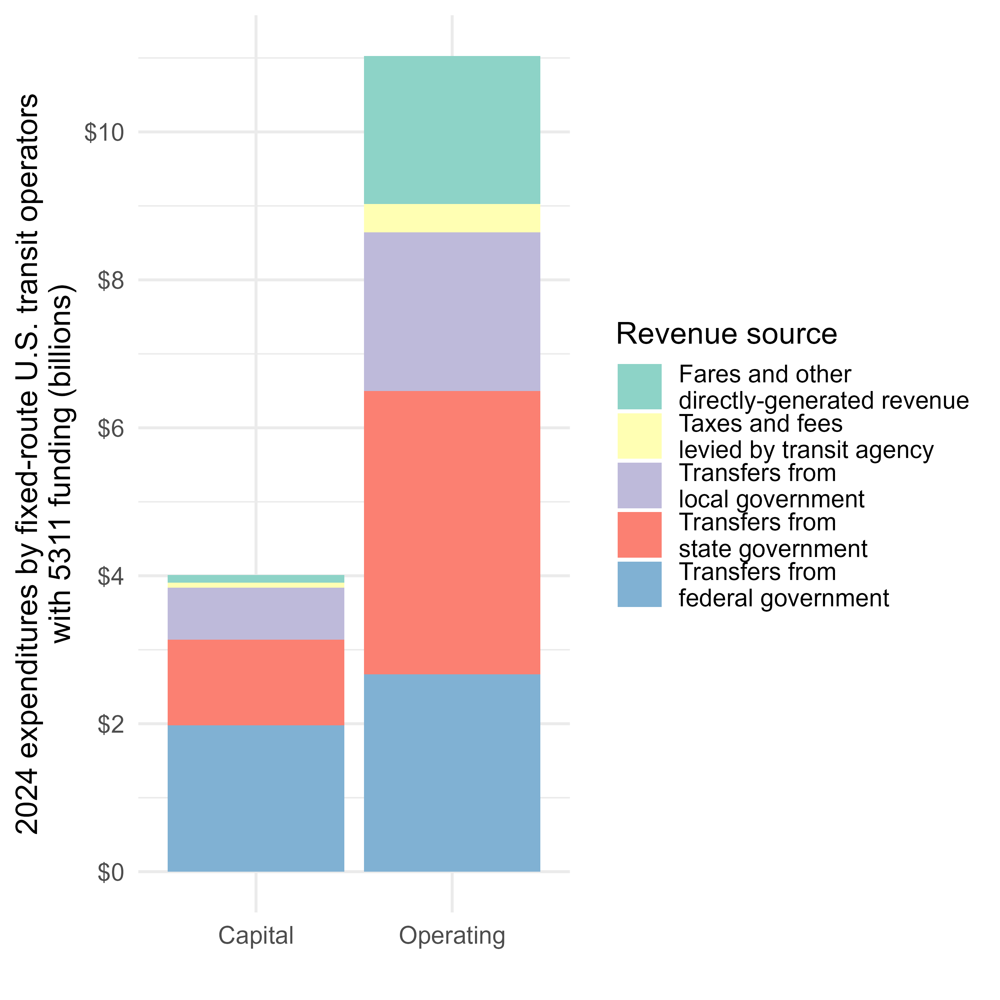 2024 expenditures by fixed-route U.S. transit operators
with 5311 funding (billions)
$10
$8
$6
$4
$2
$0
Capital
Operating
Revenue source
Fares and other
directly-generated revenue
Taxes and fees
levied by transit agency
Transfers from
local government
Transfers from
state government
Transfers from
federal government